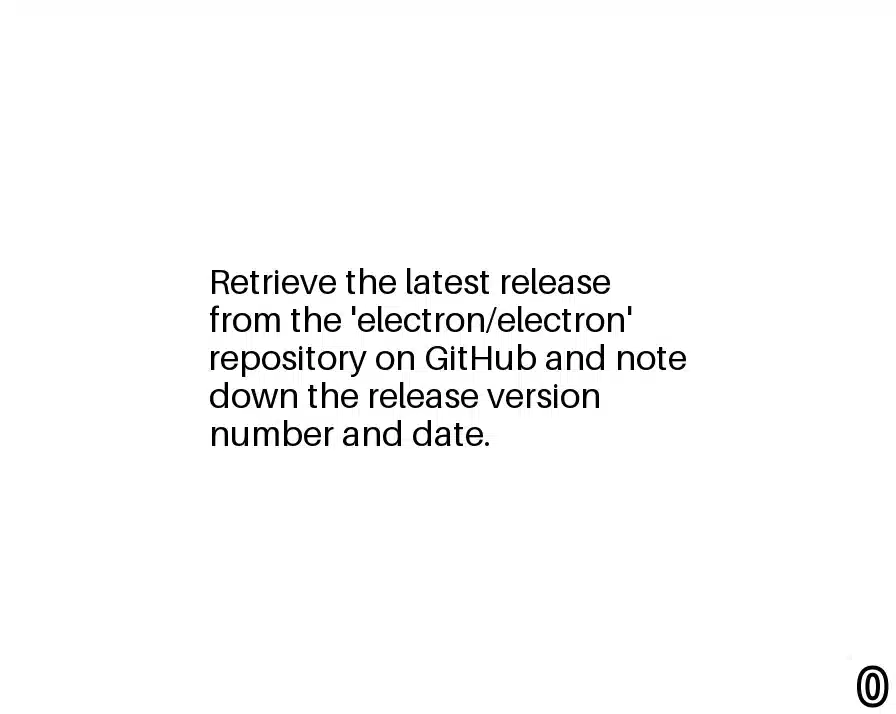 Retrieve the latest release
from the 'electron/electron'
repository on GitHub and note
down the release version
number and date.
0